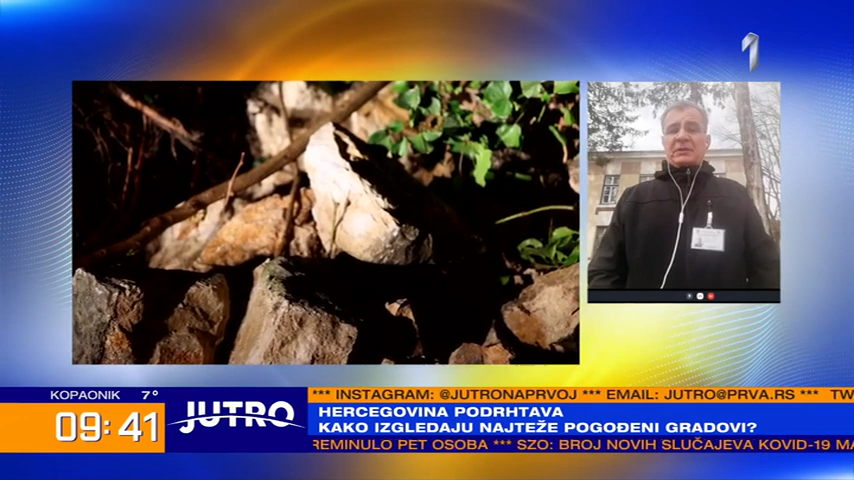 1
KOPAONIK 7°
09:41
JUTRO
*** INSTAGRAM: @JUTRONAPRVOJ *** EMAIL: JUTRO@PRVA.RS *** TW
HERCEGOVINA PODRHTAVA
KAKO IZGLEDAJU NAJTEŽE POGOĐENI GRADOVI?
REMINULO PET OSOBA *** SZO: BROJ NOVIH SLUČAJEVA KOVID-19 MA